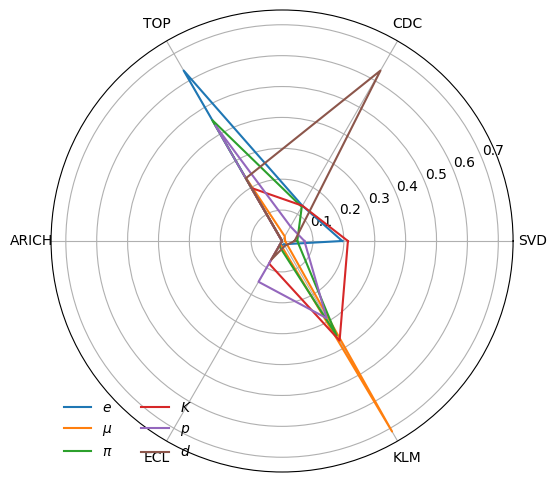 TOP CDC
0.7
0.6
0.5
0.4
0.3
0.2
0.1
ARICH SVD
e K
μ p
π d
ECL KLM